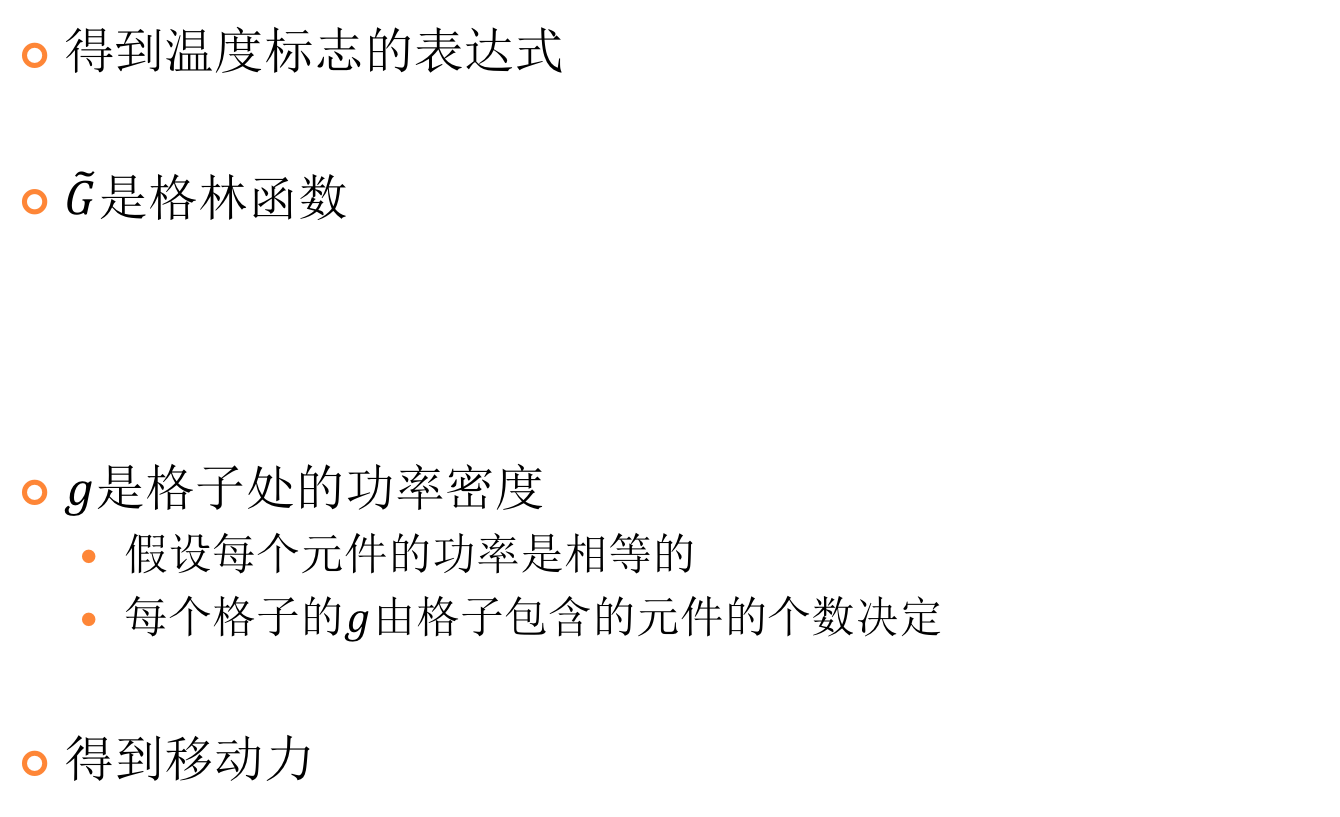 得到温度标志的表达式
G̃是格林函数
g是格子处的功率密度
假设每个元件的功率是相等的
每个格子的g由格子包含的元件的个数决定
得到移动力